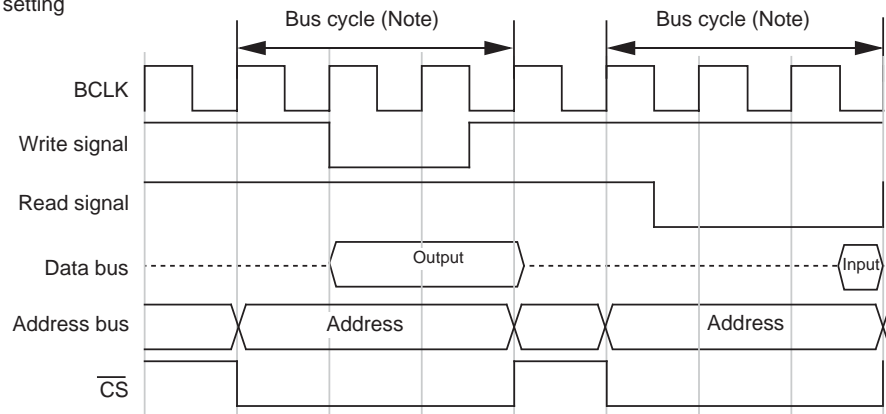 setting
Bus cycle (Note) Bus cycle (Note)
BCLK
Write signal
Read signal
Data bus Output Input
Address bus Address Address
CS